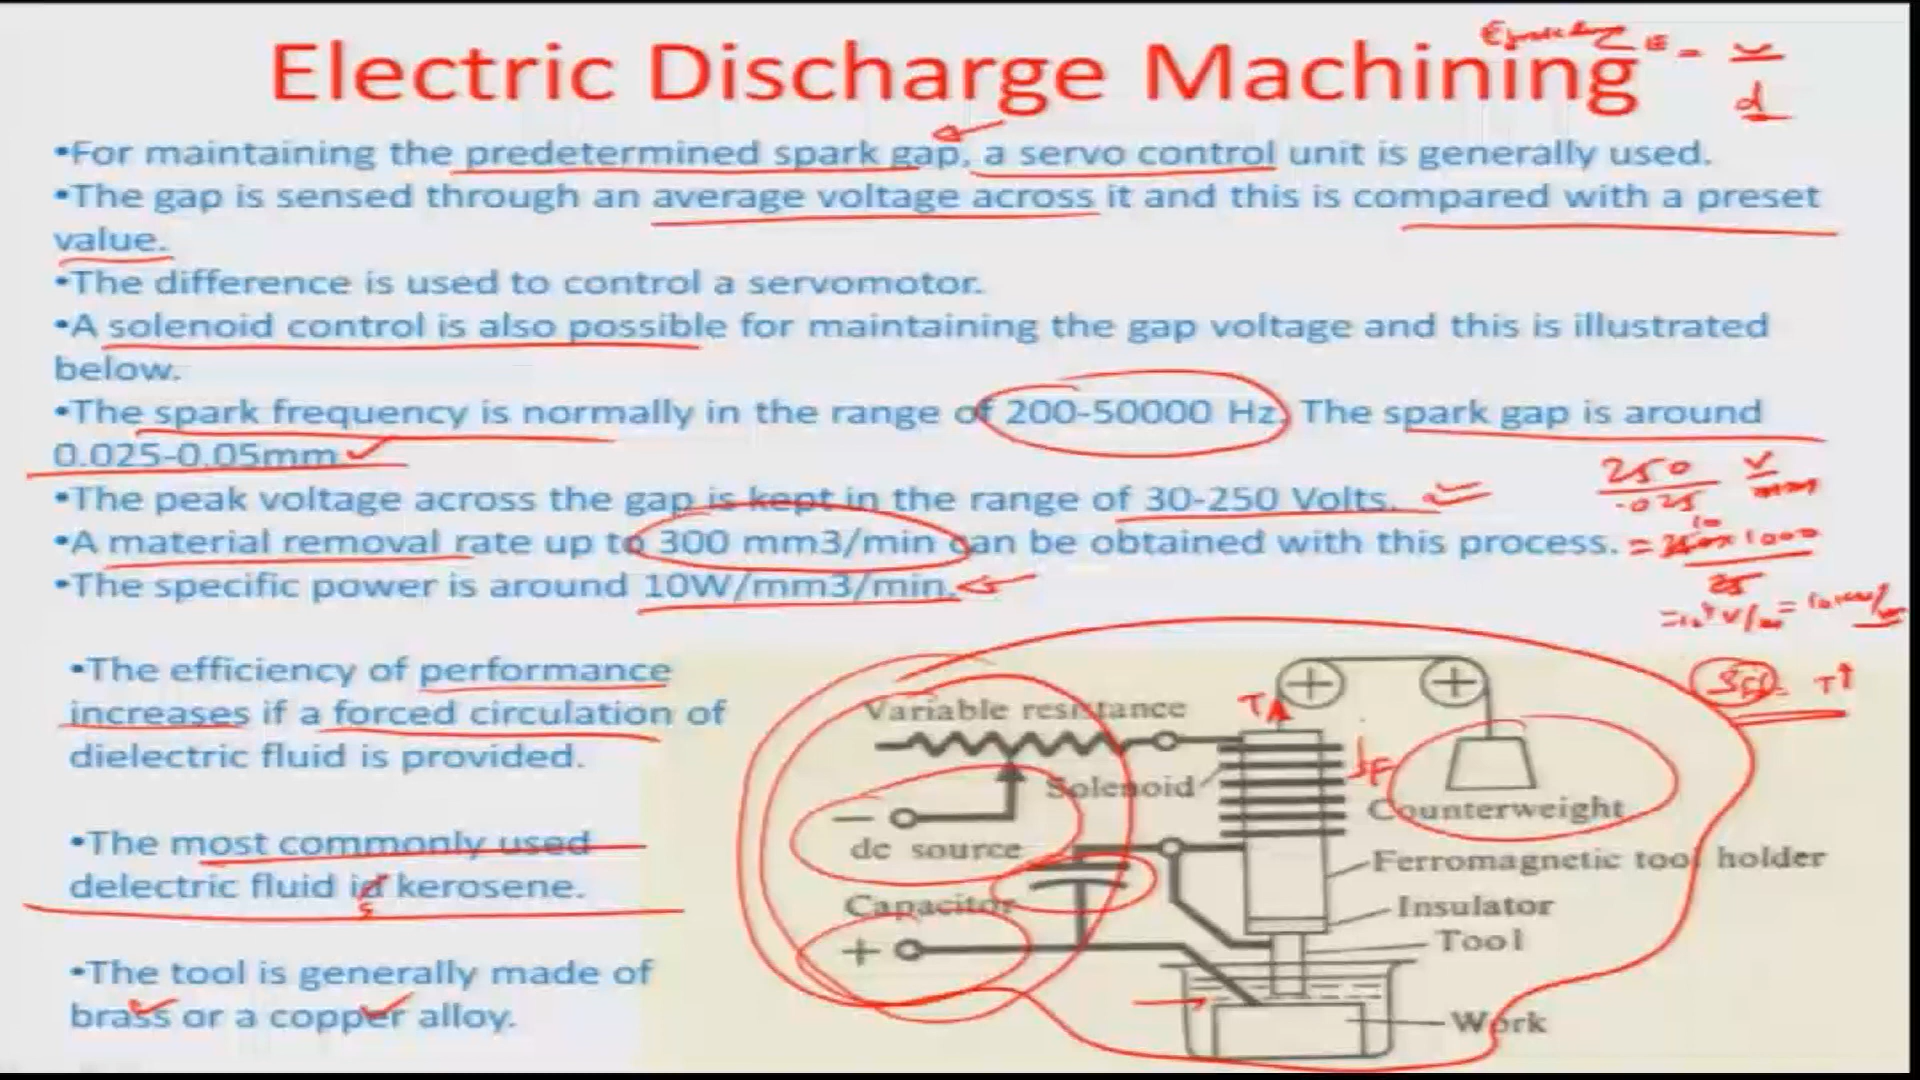 Electric Discharge Machining
E = V
d
•For maintaining the predetermined spark gap, a servo control unit is generally used.
•The gap is sensed through an average voltage across it and this is compared with a preset
value.
•The difference is used to control a servomotor.
•A solenoid control is also possible for maintaining the gap voltage and this is illustrated
below.
•The spark frequency is normally in the range of 200-50000 Hz. The spark gap is around
0.025-0.05mm
•The peak voltage across the gap is kept in the range of 30-250 Volts.
250 V
.025 mm
•A material removal rate up to 300 mm3/min can be obtained with this process.
= 250 x 1000
10
25
•The specific power is around 10W/mm3/min.
•The efficiency of performance
increases if a forced circulation of
dielectric fluid is provided.
•The most commonly used
delectric fluid id kerosene.
s
•The tool is generally made of
brass or a copper alloy.
T↑
T
Variable resistance
F
Solenoid
Counterweight
−
dc source
Ferromagnetic tool holder
Capacitor
Insulator
+
Tool
Work